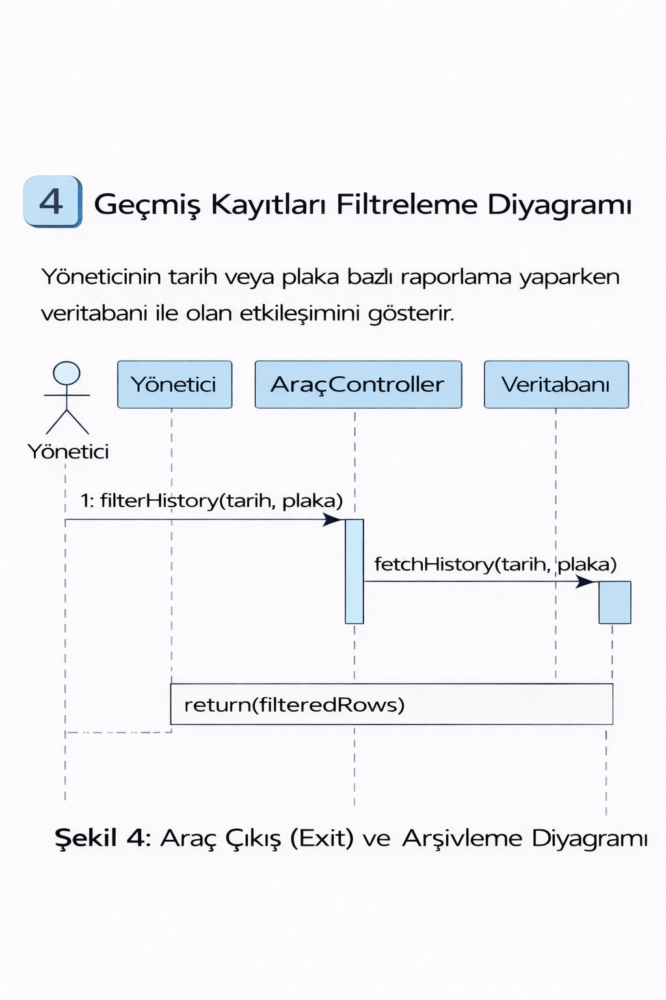 4 Geçmiş Kayıtları Filtreleme Diyagramı
Yöneticinin tarih veya plaka bazlı raporlama yaparken
veritabani ile olan etkileşimini gösterir.
Yönetici
AraçController
Veritabanı
Yönetici
1: filterHistory(tarih, plaka)
fetchHistory(tarih, plaka)
return(filteredRows)
Şekil 4: Araç Çıkış (Exit) ve Arşivleme Diyagramı